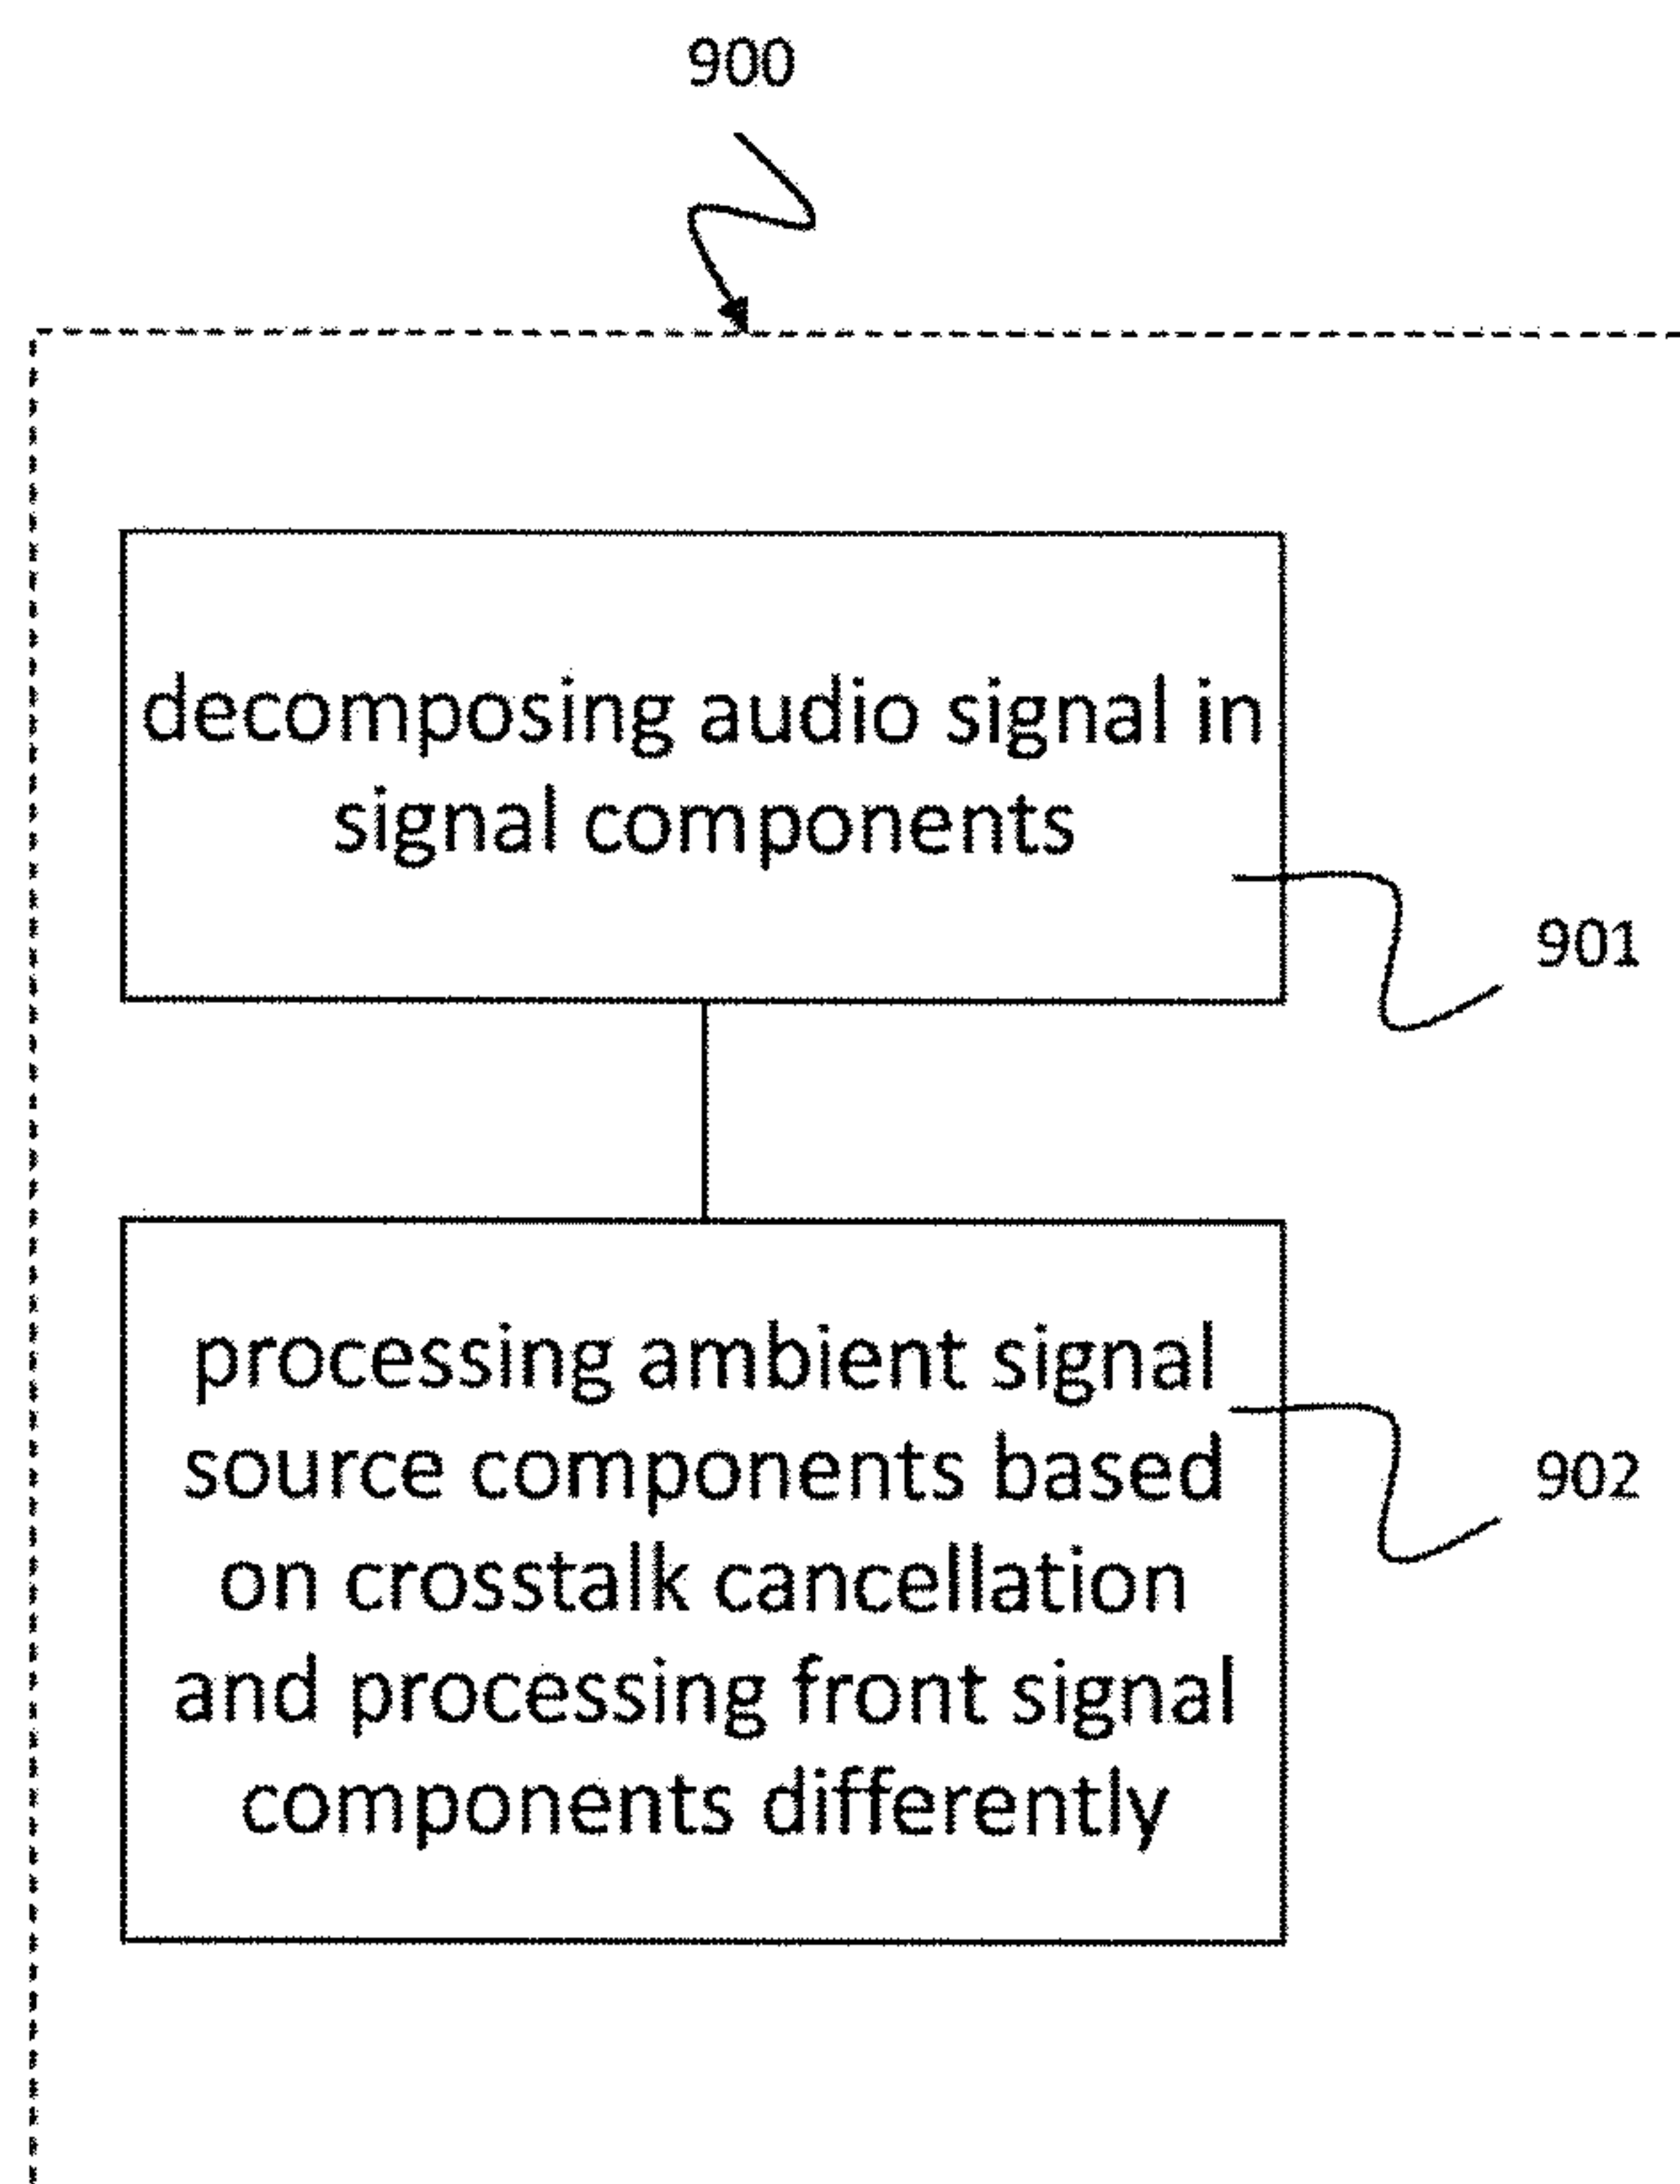 900
decomposing audio signal in
signal components
901
processing ambient signal
source components based
on crosstalk cancellation
and processing front signal
components differently
902